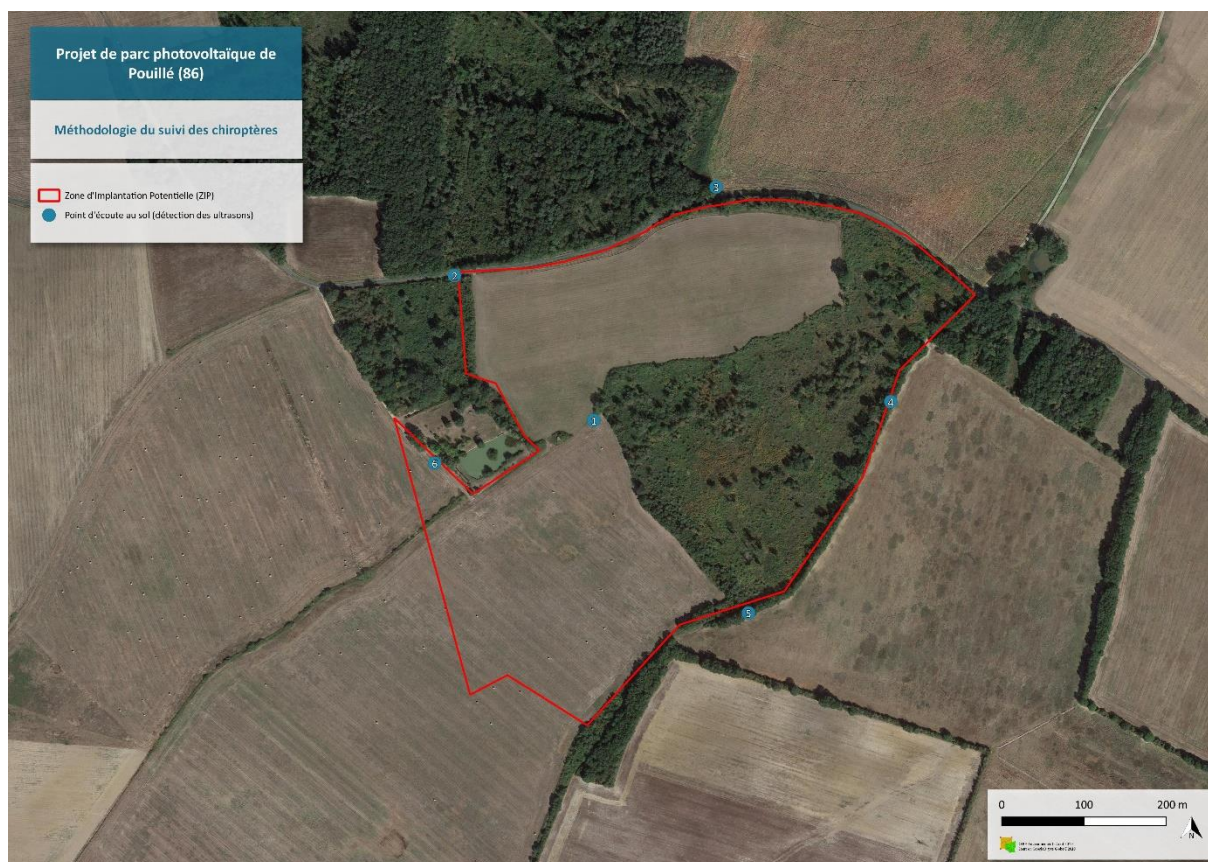 Projet de parc photovoltaïque de
Pouillé (86)
Méthodologie du suivi des chiroptères
Zone d'Implantation Potentielle (ZIP)
Point d'écoute au sol (détection des ultrasons)
3
2
4
1
6
5
0 100 200 m
N